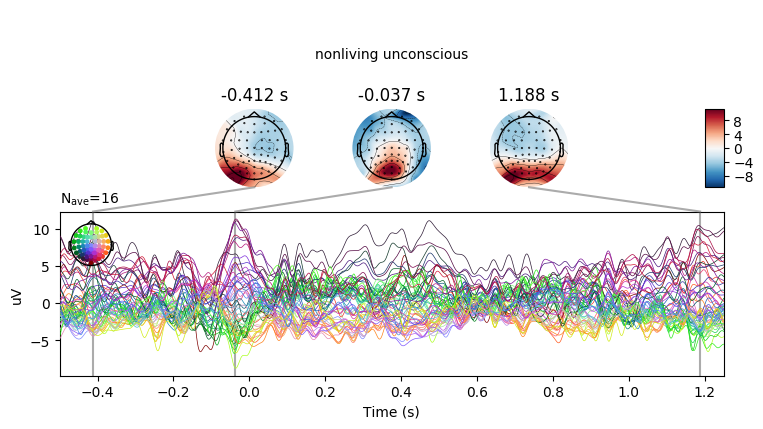 nonliving unconscious
-0.412 s
-0.037 s
1.188 s
8
4
0
−4
−8
Nave=16
10
5
0
−5
uV
−0.4
−0.2
0.0
0.2
0.4
0.6
0.8
1.0
1.2
Time (s)